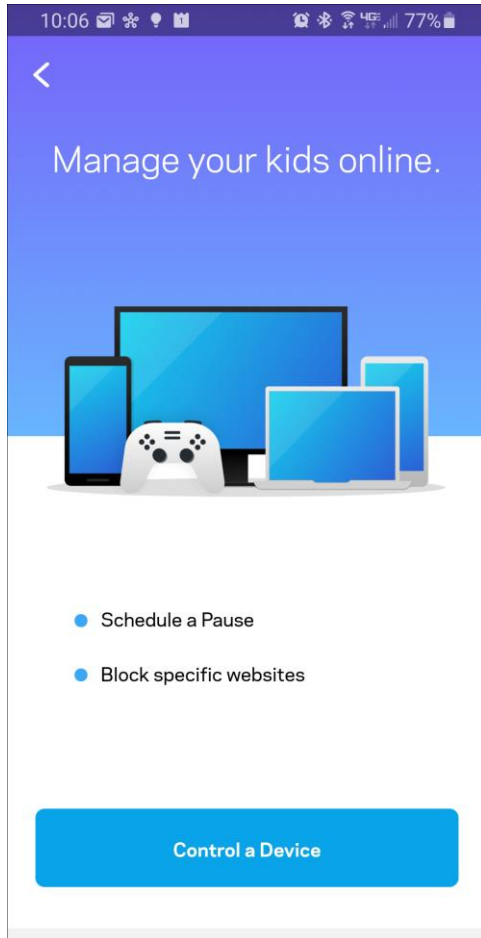 10:06 77%
Manage your kids online.
Schedule a Pause
Block specific websites
Control a Device